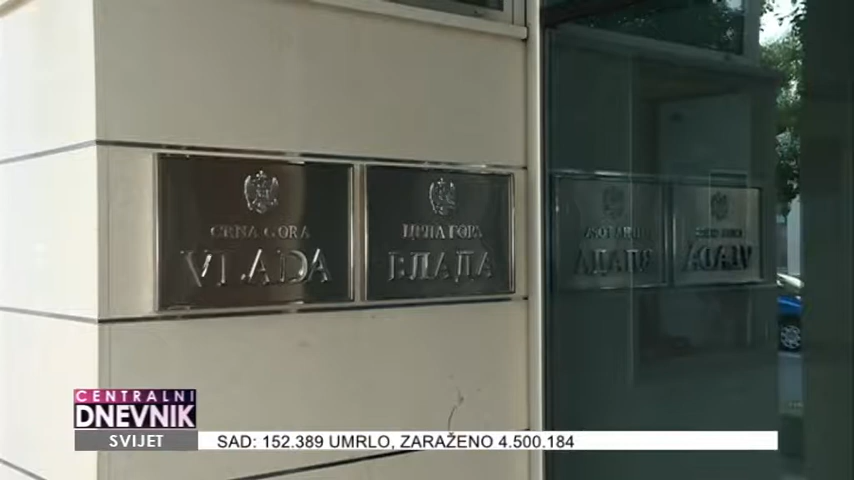 CRNA GORA
VLADA
ЦРНА ГОРА
ВЛАДА
CENTRALNI
DNEVNIK
SVIJET
SAD: 152.389 UMRLO, ZARAŽENO 4.500.184